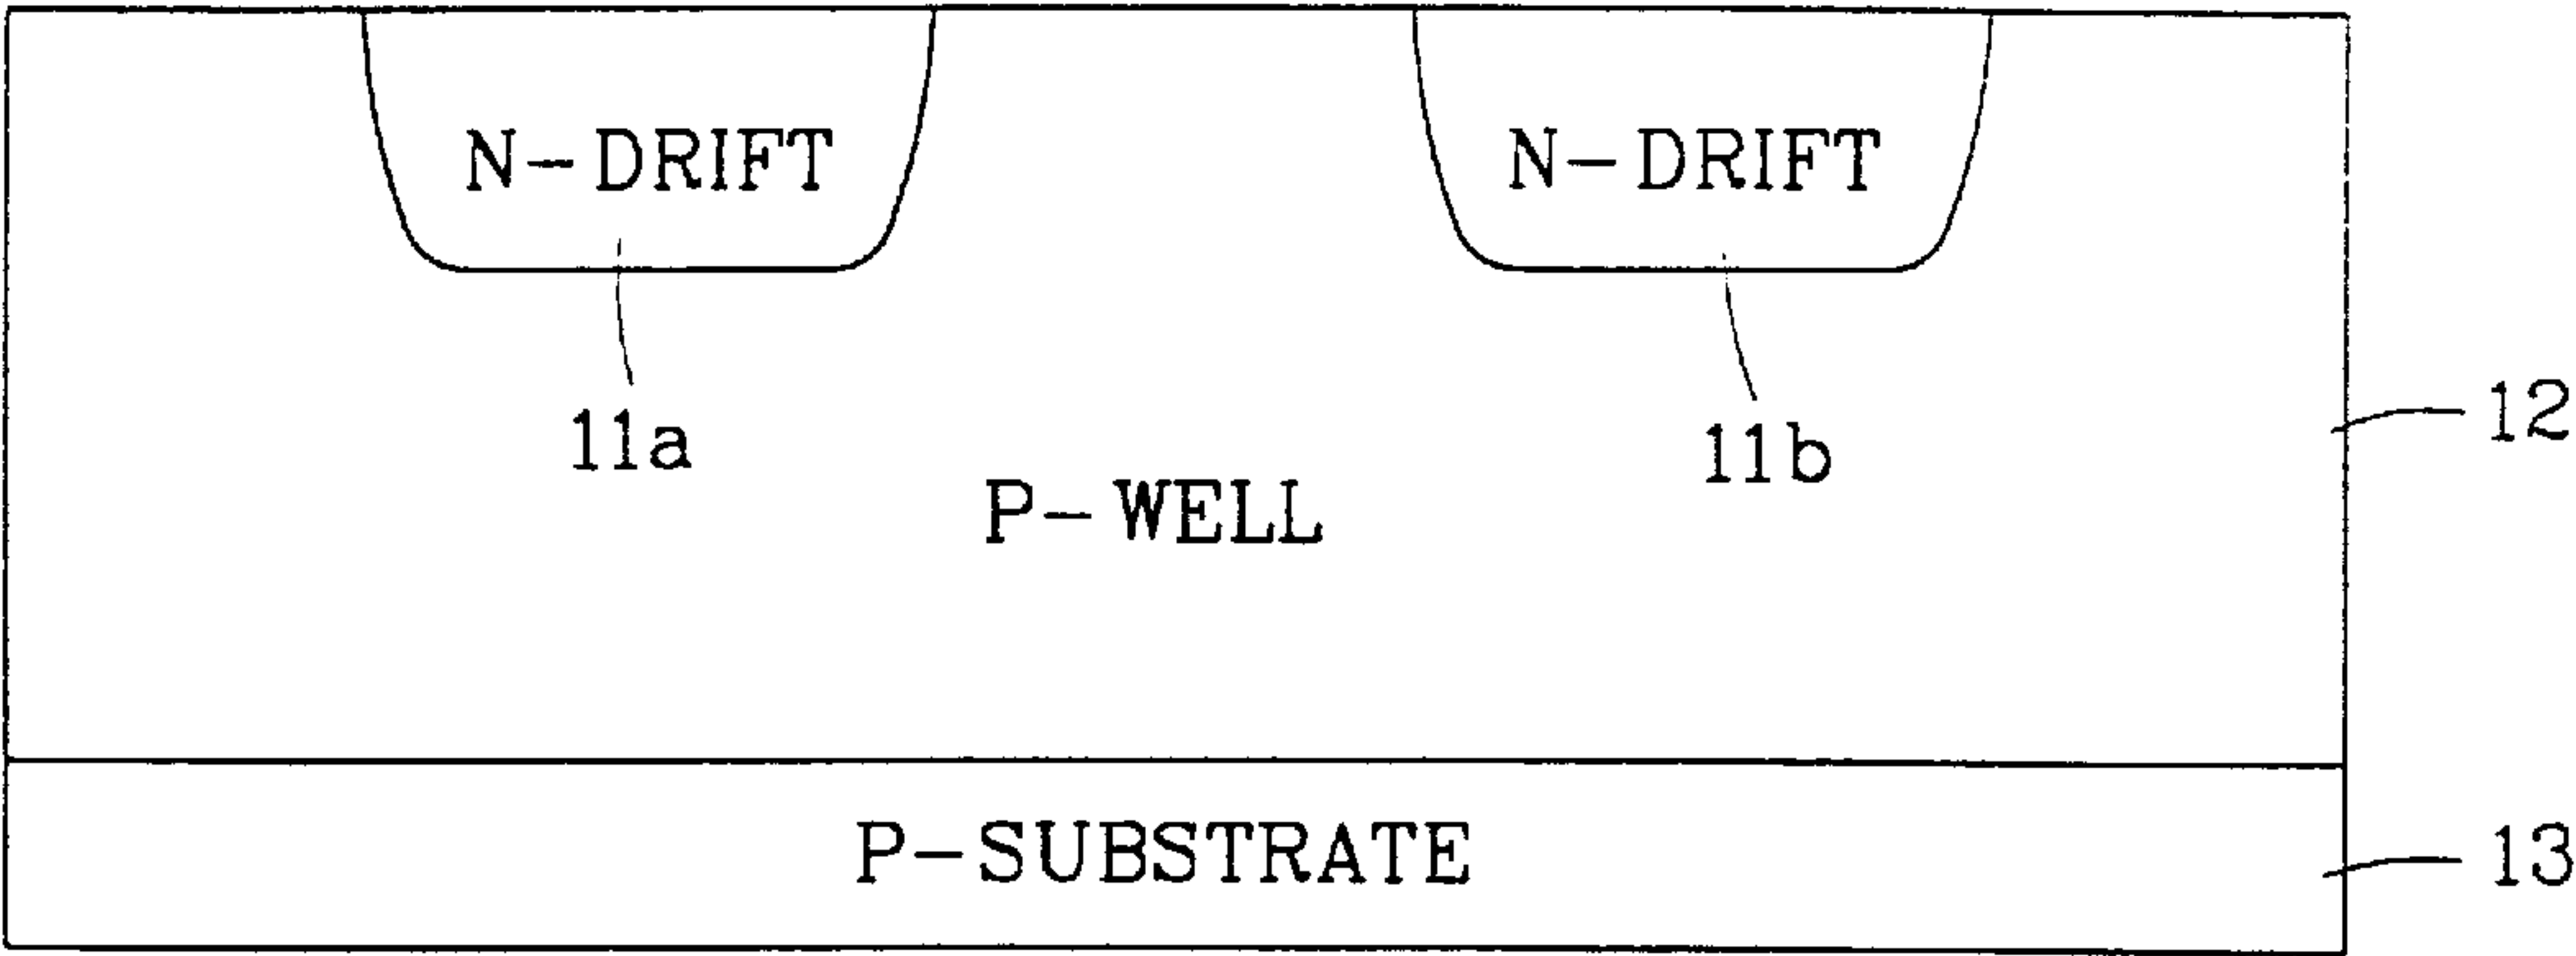 N-DRIFT
N-DRIFT
11a
11b
12
P-WELL
P-SUBSTRATE
13